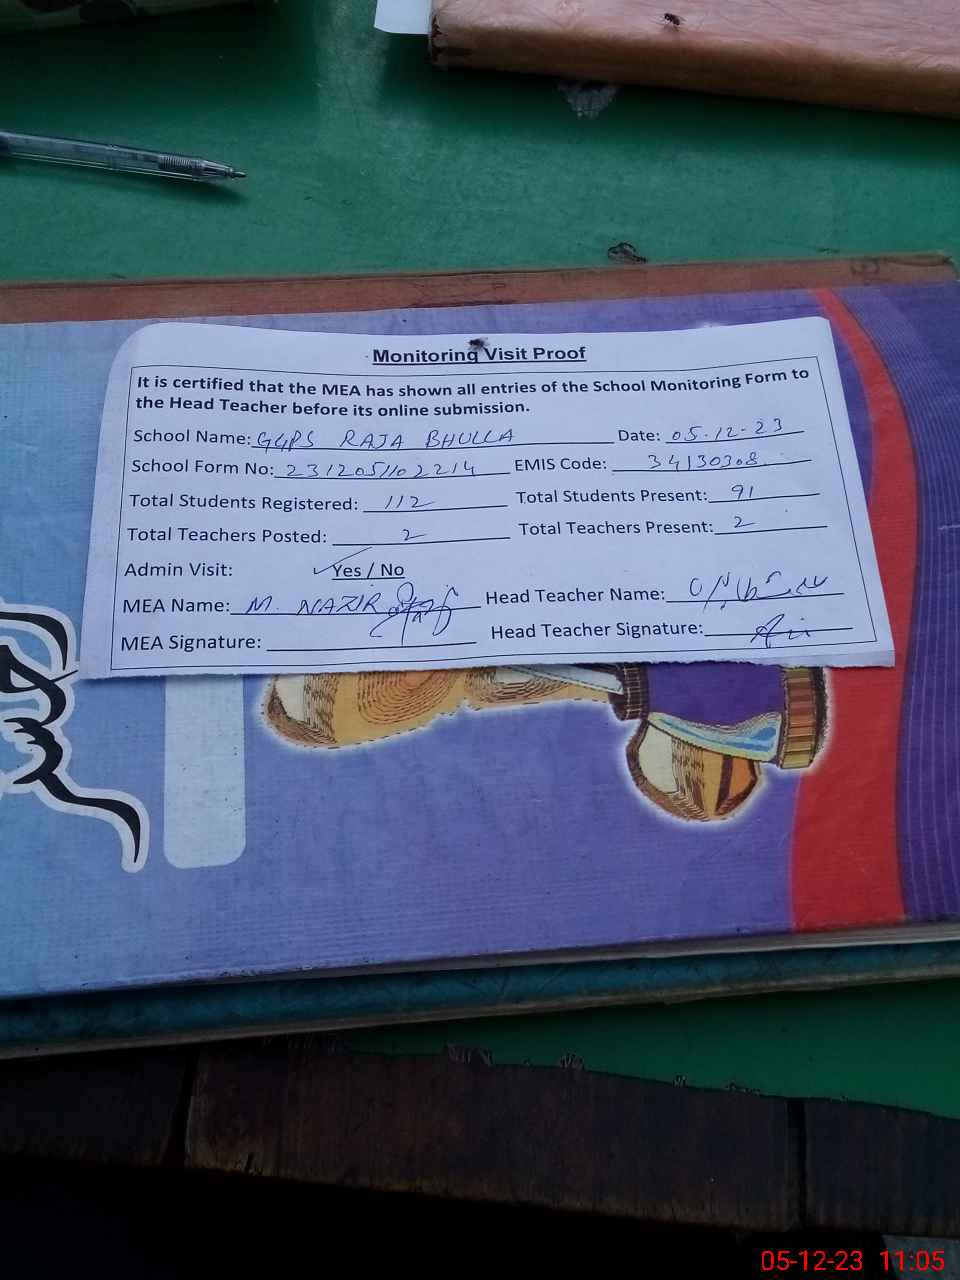 Monitoring Visit Proof
It is certified that the MEA has shown all entries of the School Monitoring Form to
the Head Teacher before its online submission.
School Name: GGPS RAJA BHULLA Date: 05-12-23
School Form No: 2312051102214 EMIS Code: 34130308
Total Students Registered: 112 Total Students Present: 91
Total Teachers Posted: 2 Total Teachers Present: 2
Admin Visit: Yes / No
MEA Name: M. NAZIR Head Teacher Name:
MEA Signature: Head Teacher Signature:
05-12-23 11:05